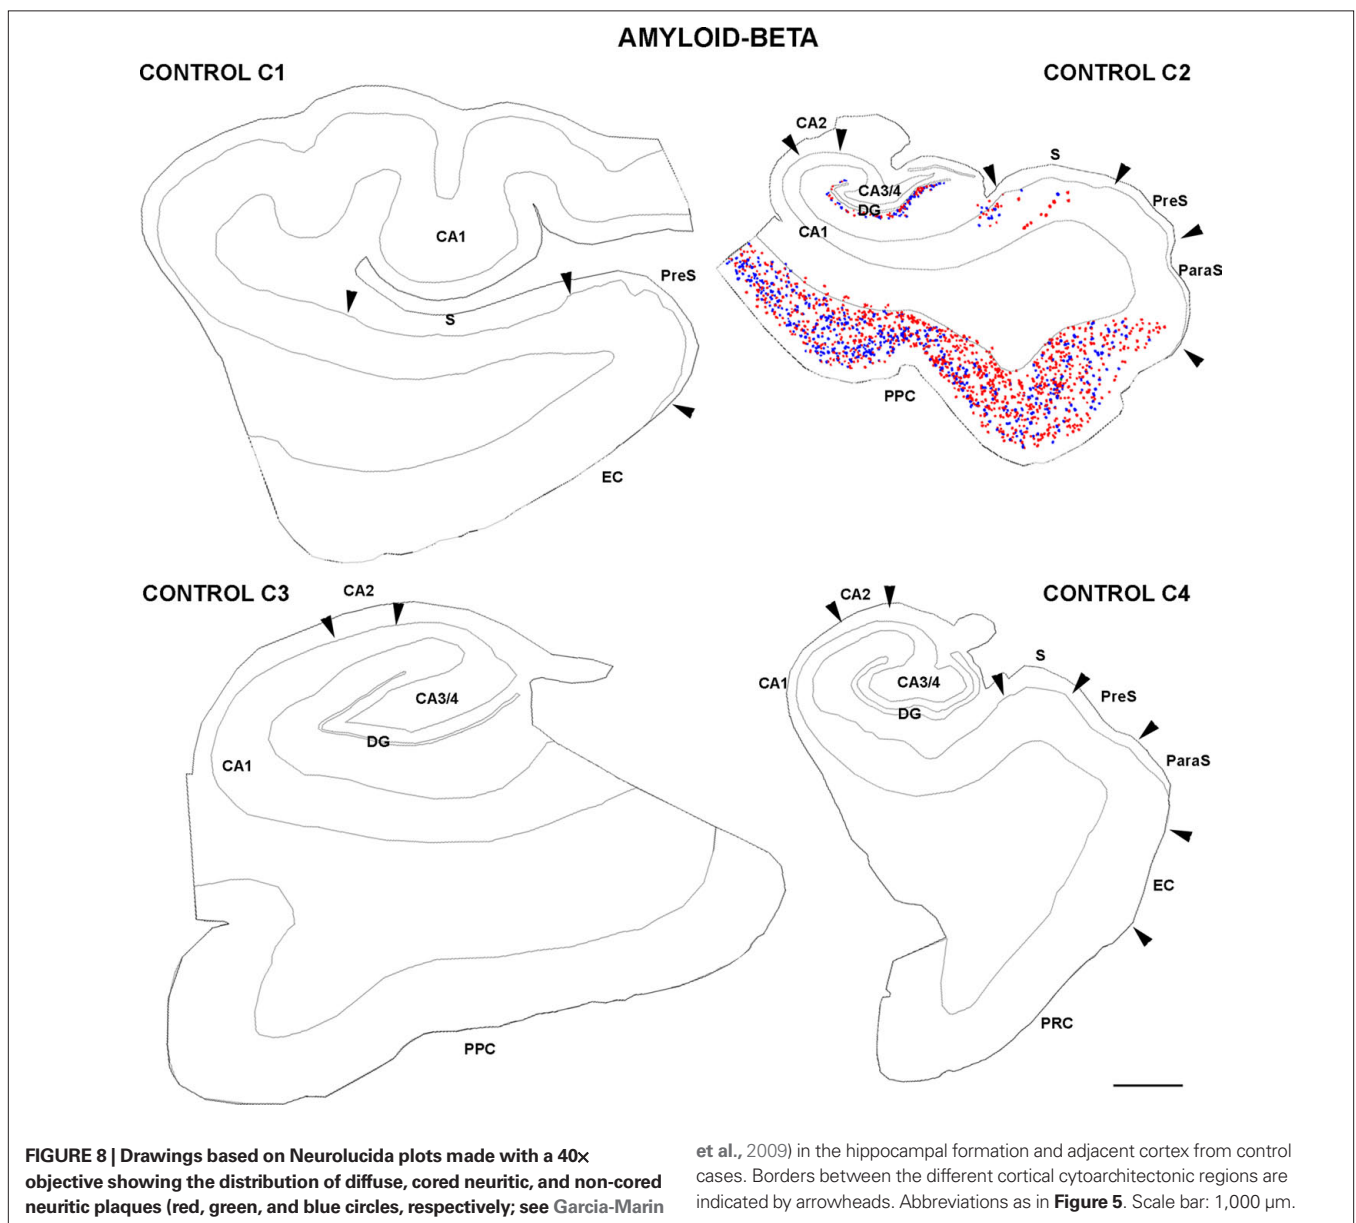 AMYLOID-BETA
CONTROL C1
CA1
S
PreS
EC
CONTROL C2
CA2
S
CA3/4
DG
PreS
CA1
ParaS
PPC
CONTROL C3
CA2
CA3/4
DG
CA1
PPC
CONTROL C4
CA2
S
CA1
CA3/4
PreS
DG
ParaS
EC
PRC
FIGURE 8 | Drawings based on Neurolucida plots made with a 40×
objective showing the distribution of diffuse, cored neuritic, and non-cored
neuritic plaques (red, green, and blue circles, respectively; see Garcia-Marin
et al., 2009) in the hippocampal formation and adjacent cortex from control
cases. Borders between the different cortical cytoarchitectonic regions are
indicated by arrowheads. Abbreviations as in Figure 5. Scale bar: 1,000 μm.